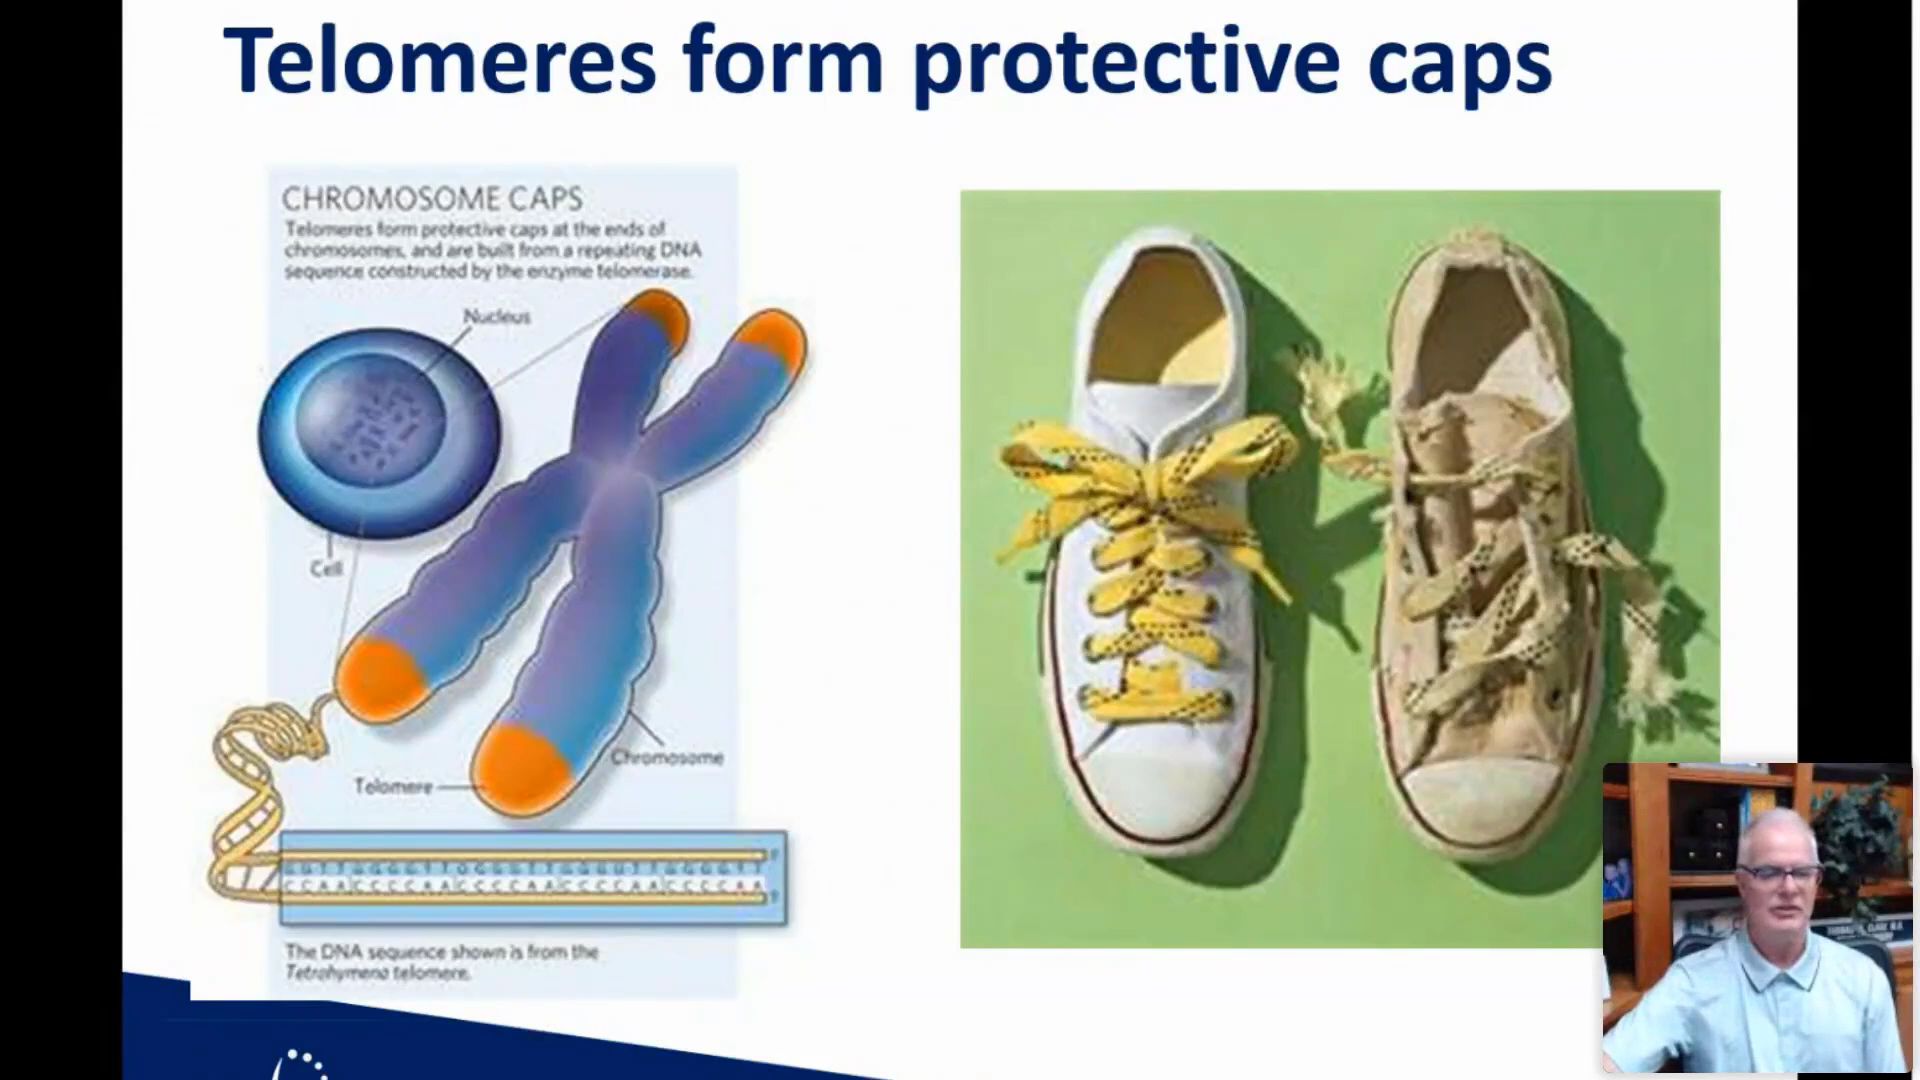 Telomeres form protective caps
CHROMOSOME CAPS
Telomeres form protective caps at the ends of
chromosomes, and are built from a repeating DNA
sequence constructed by the enzyme telomerase.
Nucleus
Cell
Chromosome
Telomere
C C A A C C C C A A C C C C A A C C C C A A C C C C A A
The DNA sequence shown is from the
Tetrahymena telomere.